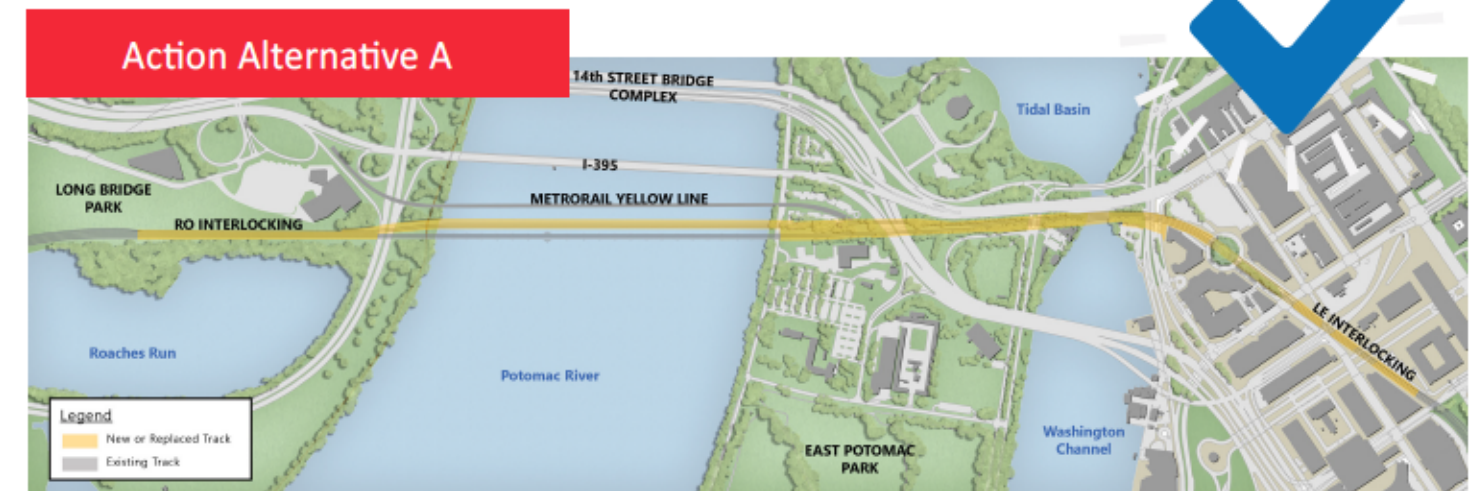 Action Alternative A
14th STREET BRIDGE
COMPLEX
Tidal Basin
I-395
LONG BRIDGE
PARK
METRORAIL YELLOW LINE
RO INTERLOCKING
LE INTERLOCKING
Roaches Run
Potomac River
Legend
New or Replaced Track
Existing Track
EAST POTOMAC
PARK
Washington
Channel